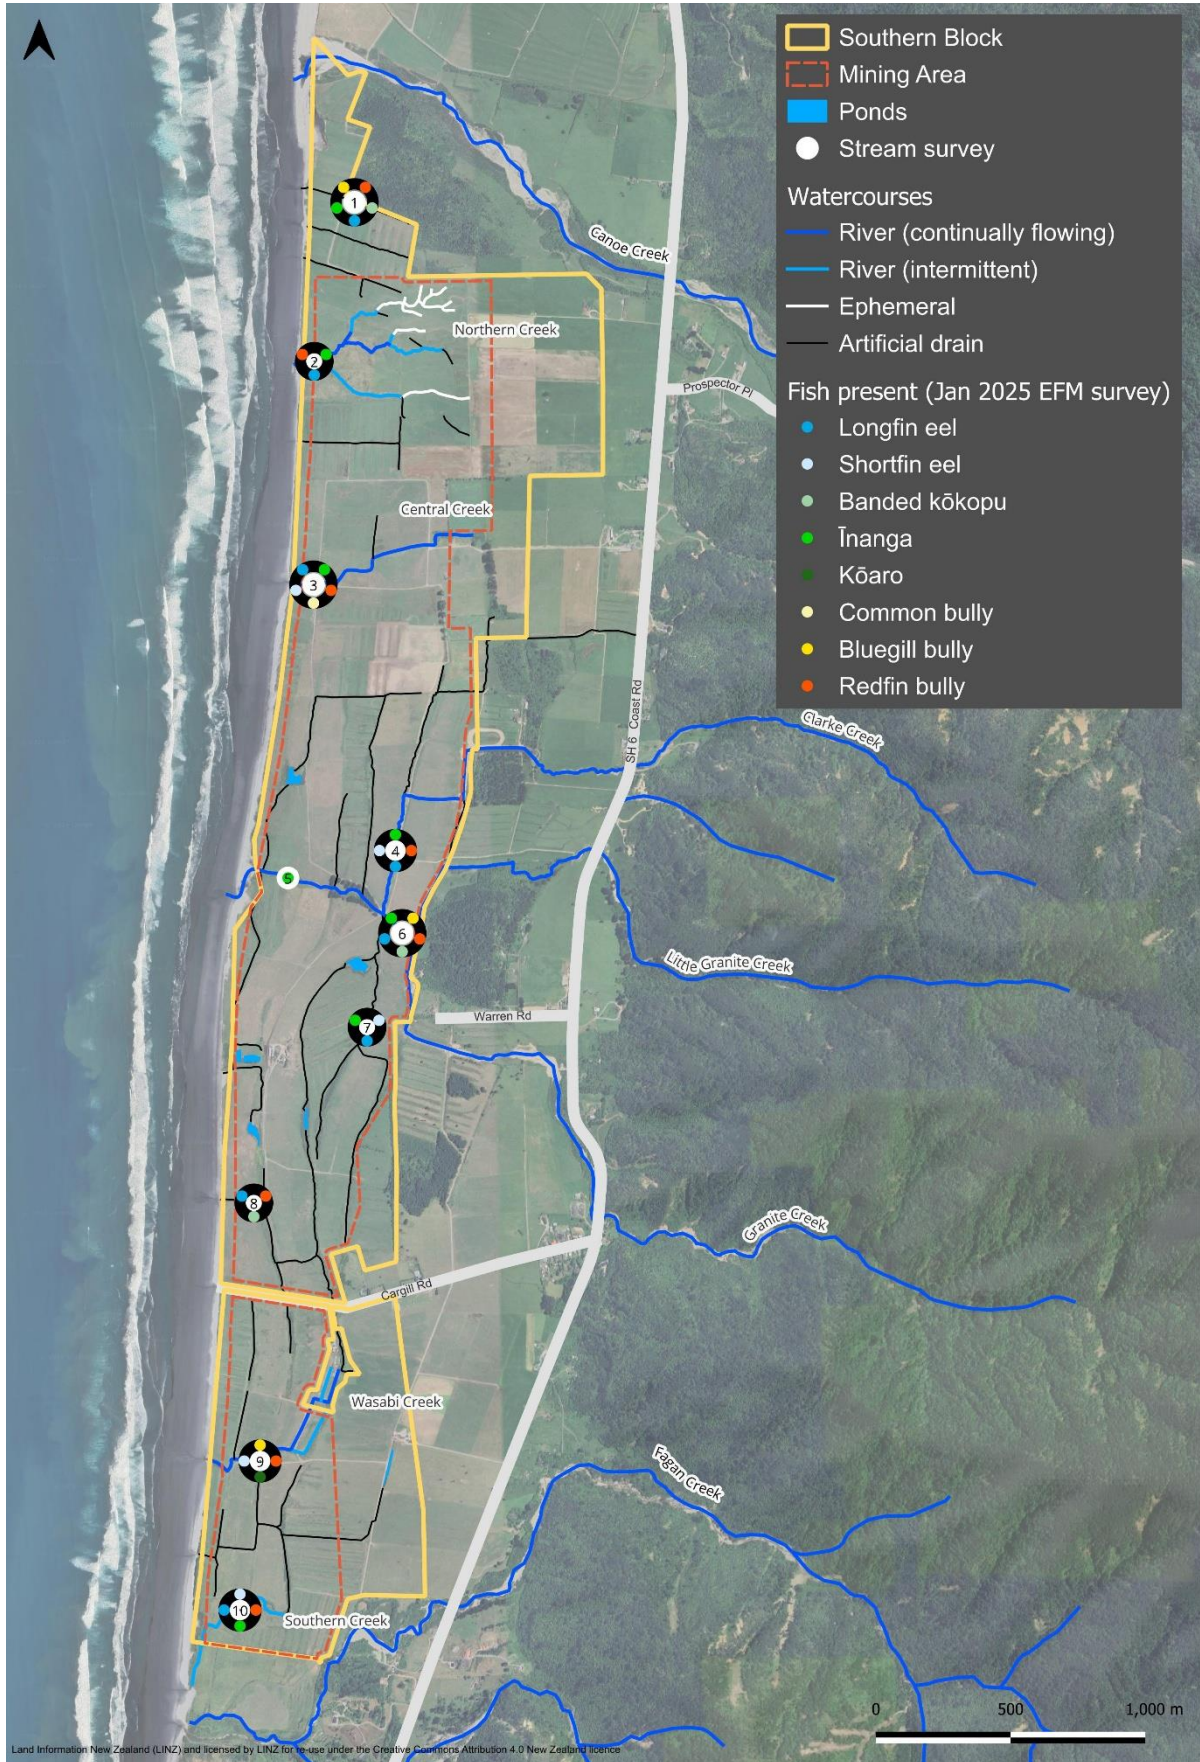 Southern Block
Mining Area
Ponds
Stream survey
Watercourses
River (continually flowing)
River (intermittent)
Ephemeral
Artificial drain
Fish present (Jan 2025 EFM survey)
Longfin eel
Shortfin eel
Banded kōkopu
Īnanga
Kōaro
Common bully
Bluegill bully
Redfin bully
1
Canoe Creek
Northern Creek
2
Prospector Pl
Central Creek
3
SH 6 Coast Rd
Clarke Creek
4
5
6
Little Granite Creek
Warren Rd
7
8
Granite Creek
Cargill Rd
Wasabi Creek
9
Fagan Creek
10
Southern Creek
0 500 1,000 m
Land Information New Zealand (LINZ) and licensed by LINZ for re-use under the Creative Commons Attribution 4.0 New Zealand licence